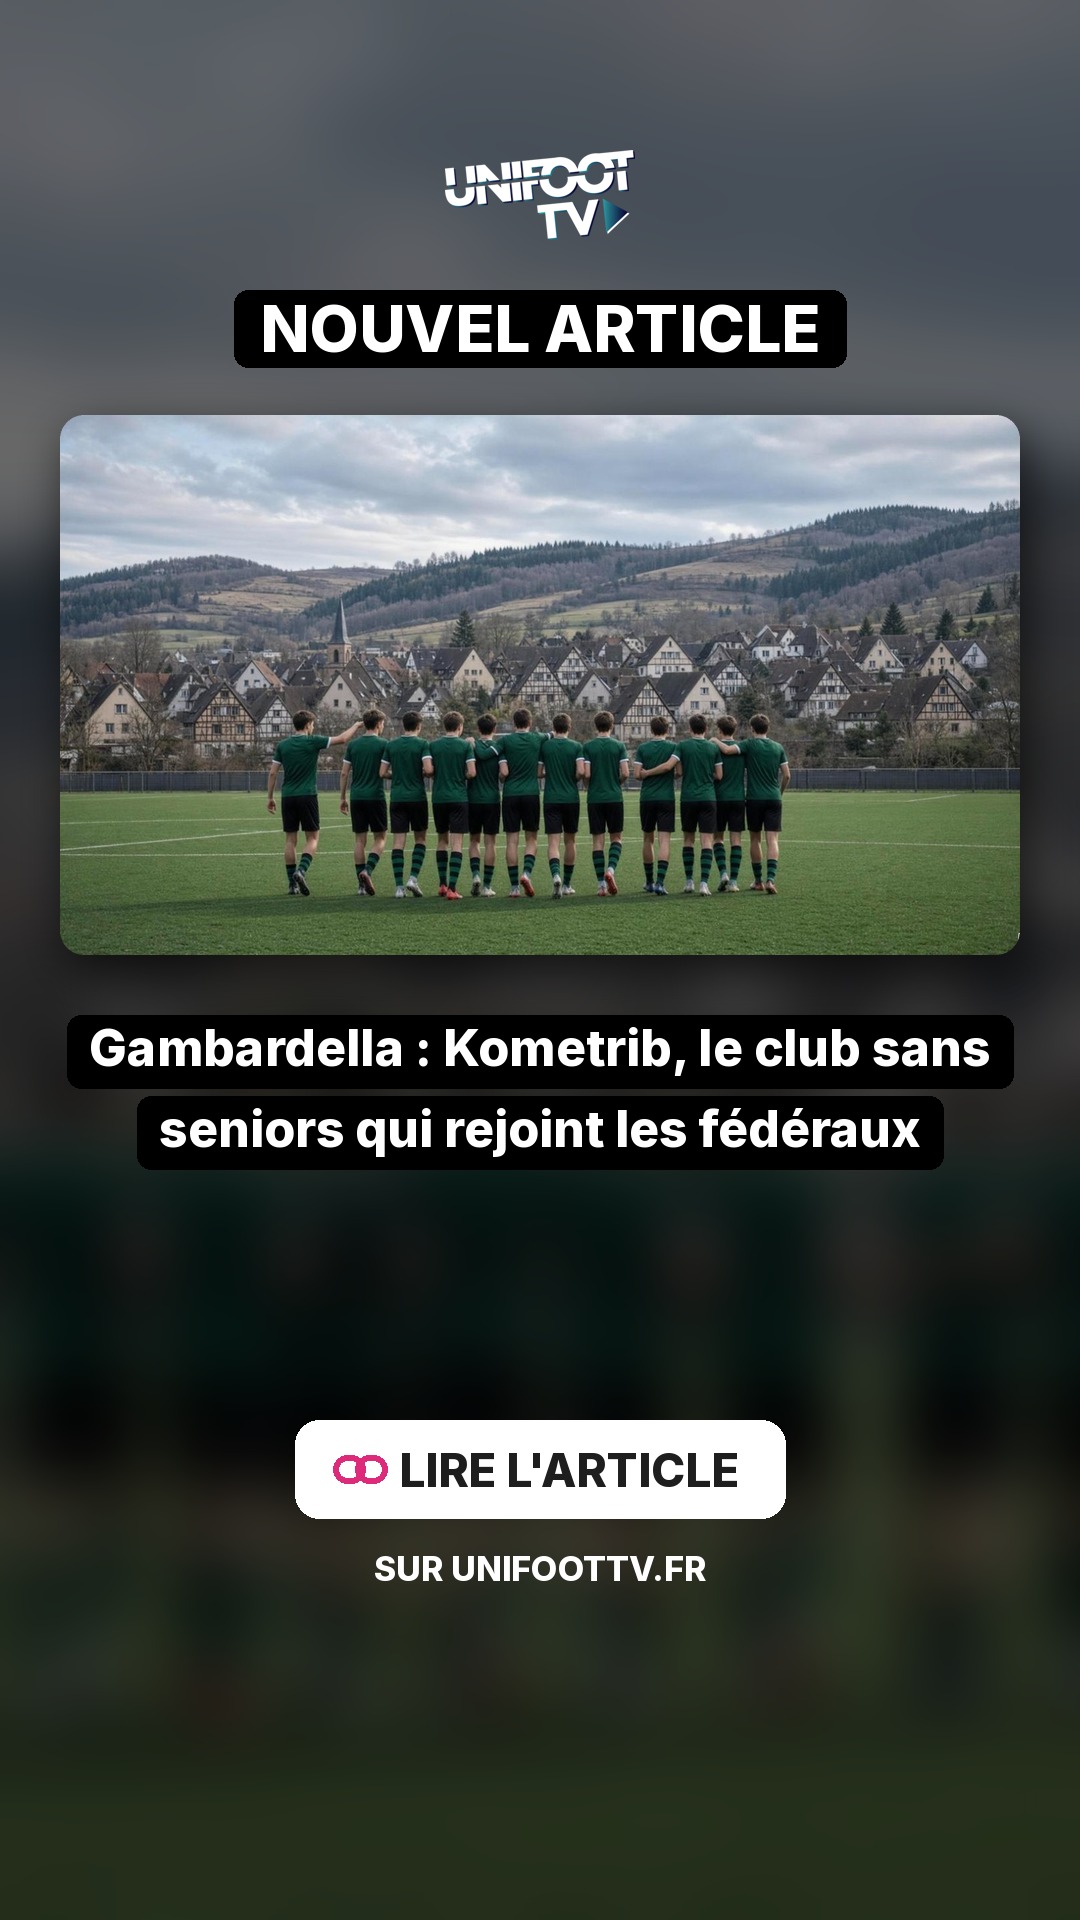 UNIFOOT
TV
NOUVEL ARTICLE
Gambardella : Kometrib, le club sans
seniors qui rejoint les fédéraux
LIRE L'ARTICLE
SUR UNIFOOTTV.FR